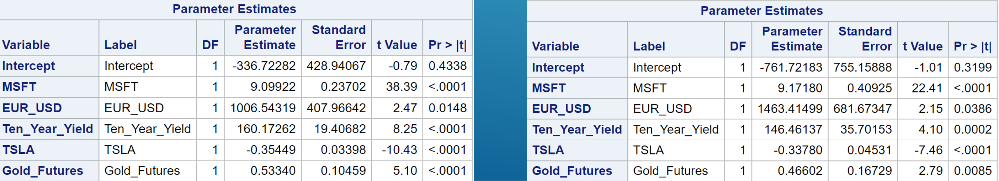 Parameter Estimates
Variable Label DF Parameter Estimate Standard Error t Value Pr > |t|
Intercept Intercept 1 -336.72282 428.94067 -0.79 0.4338
MSFT MSFT 1 9.09922 0.23702 38.39 <.0001
EUR_USD EUR_USD 1 1006.54319 407.96642 2.47 0.0148
Ten_Year_Yield Ten_Year_Yield 1 160.17262 19.40682 8.25 <.0001
TSLA TSLA 1 -0.35449 0.03398 -10.43 <.0001
Gold_Futures Gold_Futures 1 0.53340 0.10459 5.10 <.0001
Parameter Estimates
Variable Label DF Parameter Estimate Standard Error t Value Pr > |t|
Intercept Intercept 1 -761.72183 755.15888 -1.01 0.3199
MSFT MSFT 1 9.17180 0.40925 22.41 <.0001
EUR_USD EUR_USD 1 1463.41499 681.67347 2.15 0.0386
Ten_Year_Yield Ten_Year_Yield 1 146.46137 35.70153 4.10 0.0002
TSLA TSLA 1 -0.33780 0.04531 -7.46 <.0001
Gold_Futures Gold_Futures 1 0.46602 0.16729 2.79 0.0085